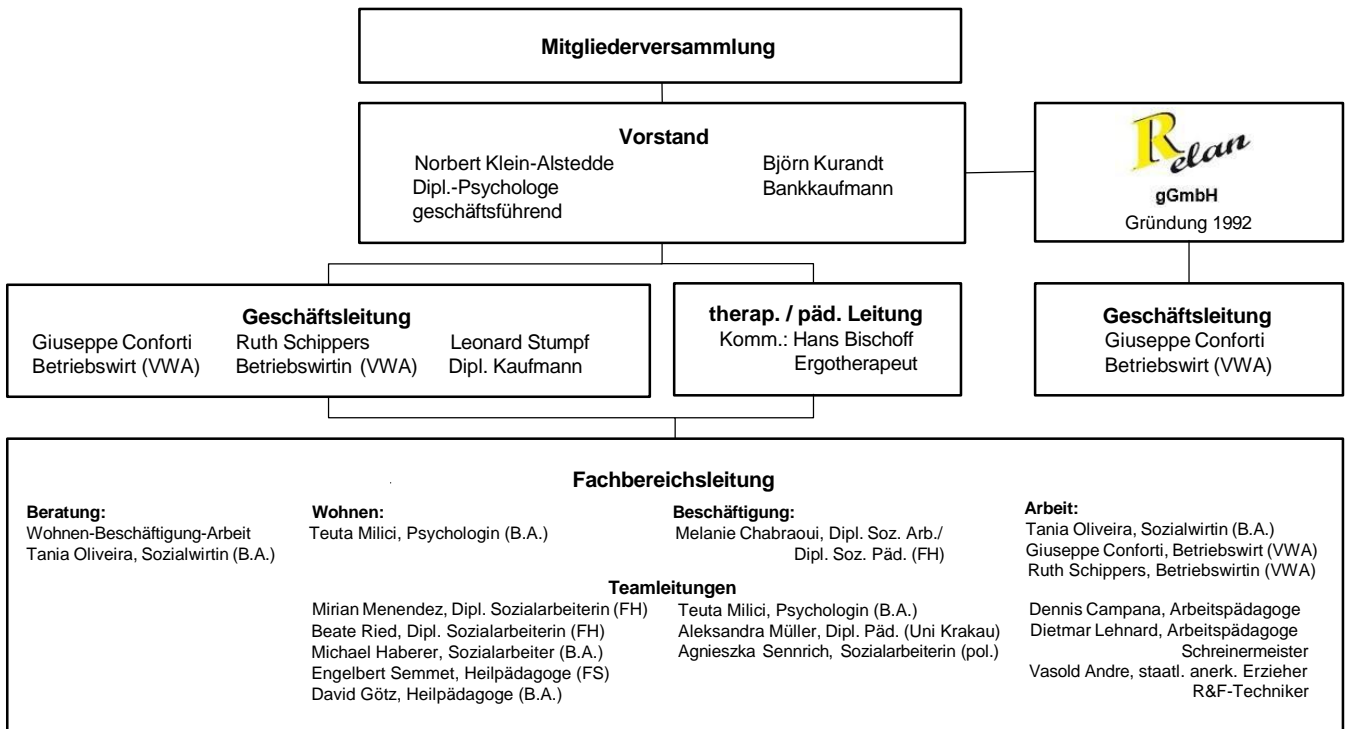 Mitgliederversammlung
Vorstand
Norbert Klein-Alstedde
Dipl.-Psychologe
geschäftsführend
Björn Kurandt
Bankkaufmann
Relan
gGmbH
Gründung 1992
Geschäftsleitung
Giuseppe Conforti
Betriebswirt (VWA)
Ruth Schippers
Betriebswirtin (VWA)
Leonard Stumpf
Dipl. Kaufmann
therap. / päd. Leitung
Komm.: Hans Bischoff
Ergotherapeut
Geschäftsleitung
Giuseppe Conforti
Betriebswirt (VWA)
Fachbereichsleitung
Beratung:
Wohnen-Beschäftigung-Arbeit
Tania Oliveira, Sozialwirtin (B.A.)
Wohnen:
Teuta Milici, Psychologin (B.A.)
Beschäftigung:
Melanie Chabraoui, Dipl. Soz. Arb./
Dipl. Soz. Päd. (FH)
Arbeit:
Tania Oliveira, Sozialwirtin (B.A.)
Giuseppe Conforti, Betriebswirt (VWA)
Ruth Schippers, Betriebswirtin (VWA)
Teamleitungen
Mirian Menendez, Dipl. Sozialarbeiterin (FH)
Beate Ried, Dipl. Sozialarbeiterin (FH)
Michael Haberer, Sozialarbeiter (B.A.)
Engelbert Semmet, Heilpädagoge (FS)
David Götz, Heilpädagoge (B.A.)
Teuta Milici, Psychologin (B.A.)
Aleksandra Müller, Dipl. Päd. (Uni Krakau)
Agnieszka Sennrich, Sozialarbeiterin (pol.)
Dennis Campana, Arbeitspädagoge
Dietmar Lehnard, Arbeitspädagoge
Schreinermeister
Vasold Andre, staatl. anerk. Erzieher
R&F-Techniker